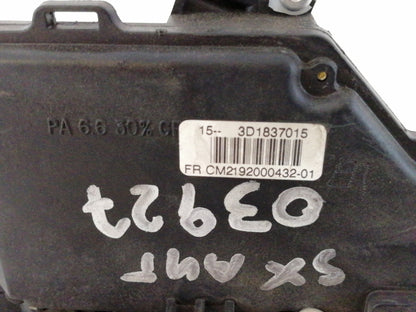 PA 6.6 30% GF
15-- 3D1837015
FR CM2192000432-01
03927
SX ANT